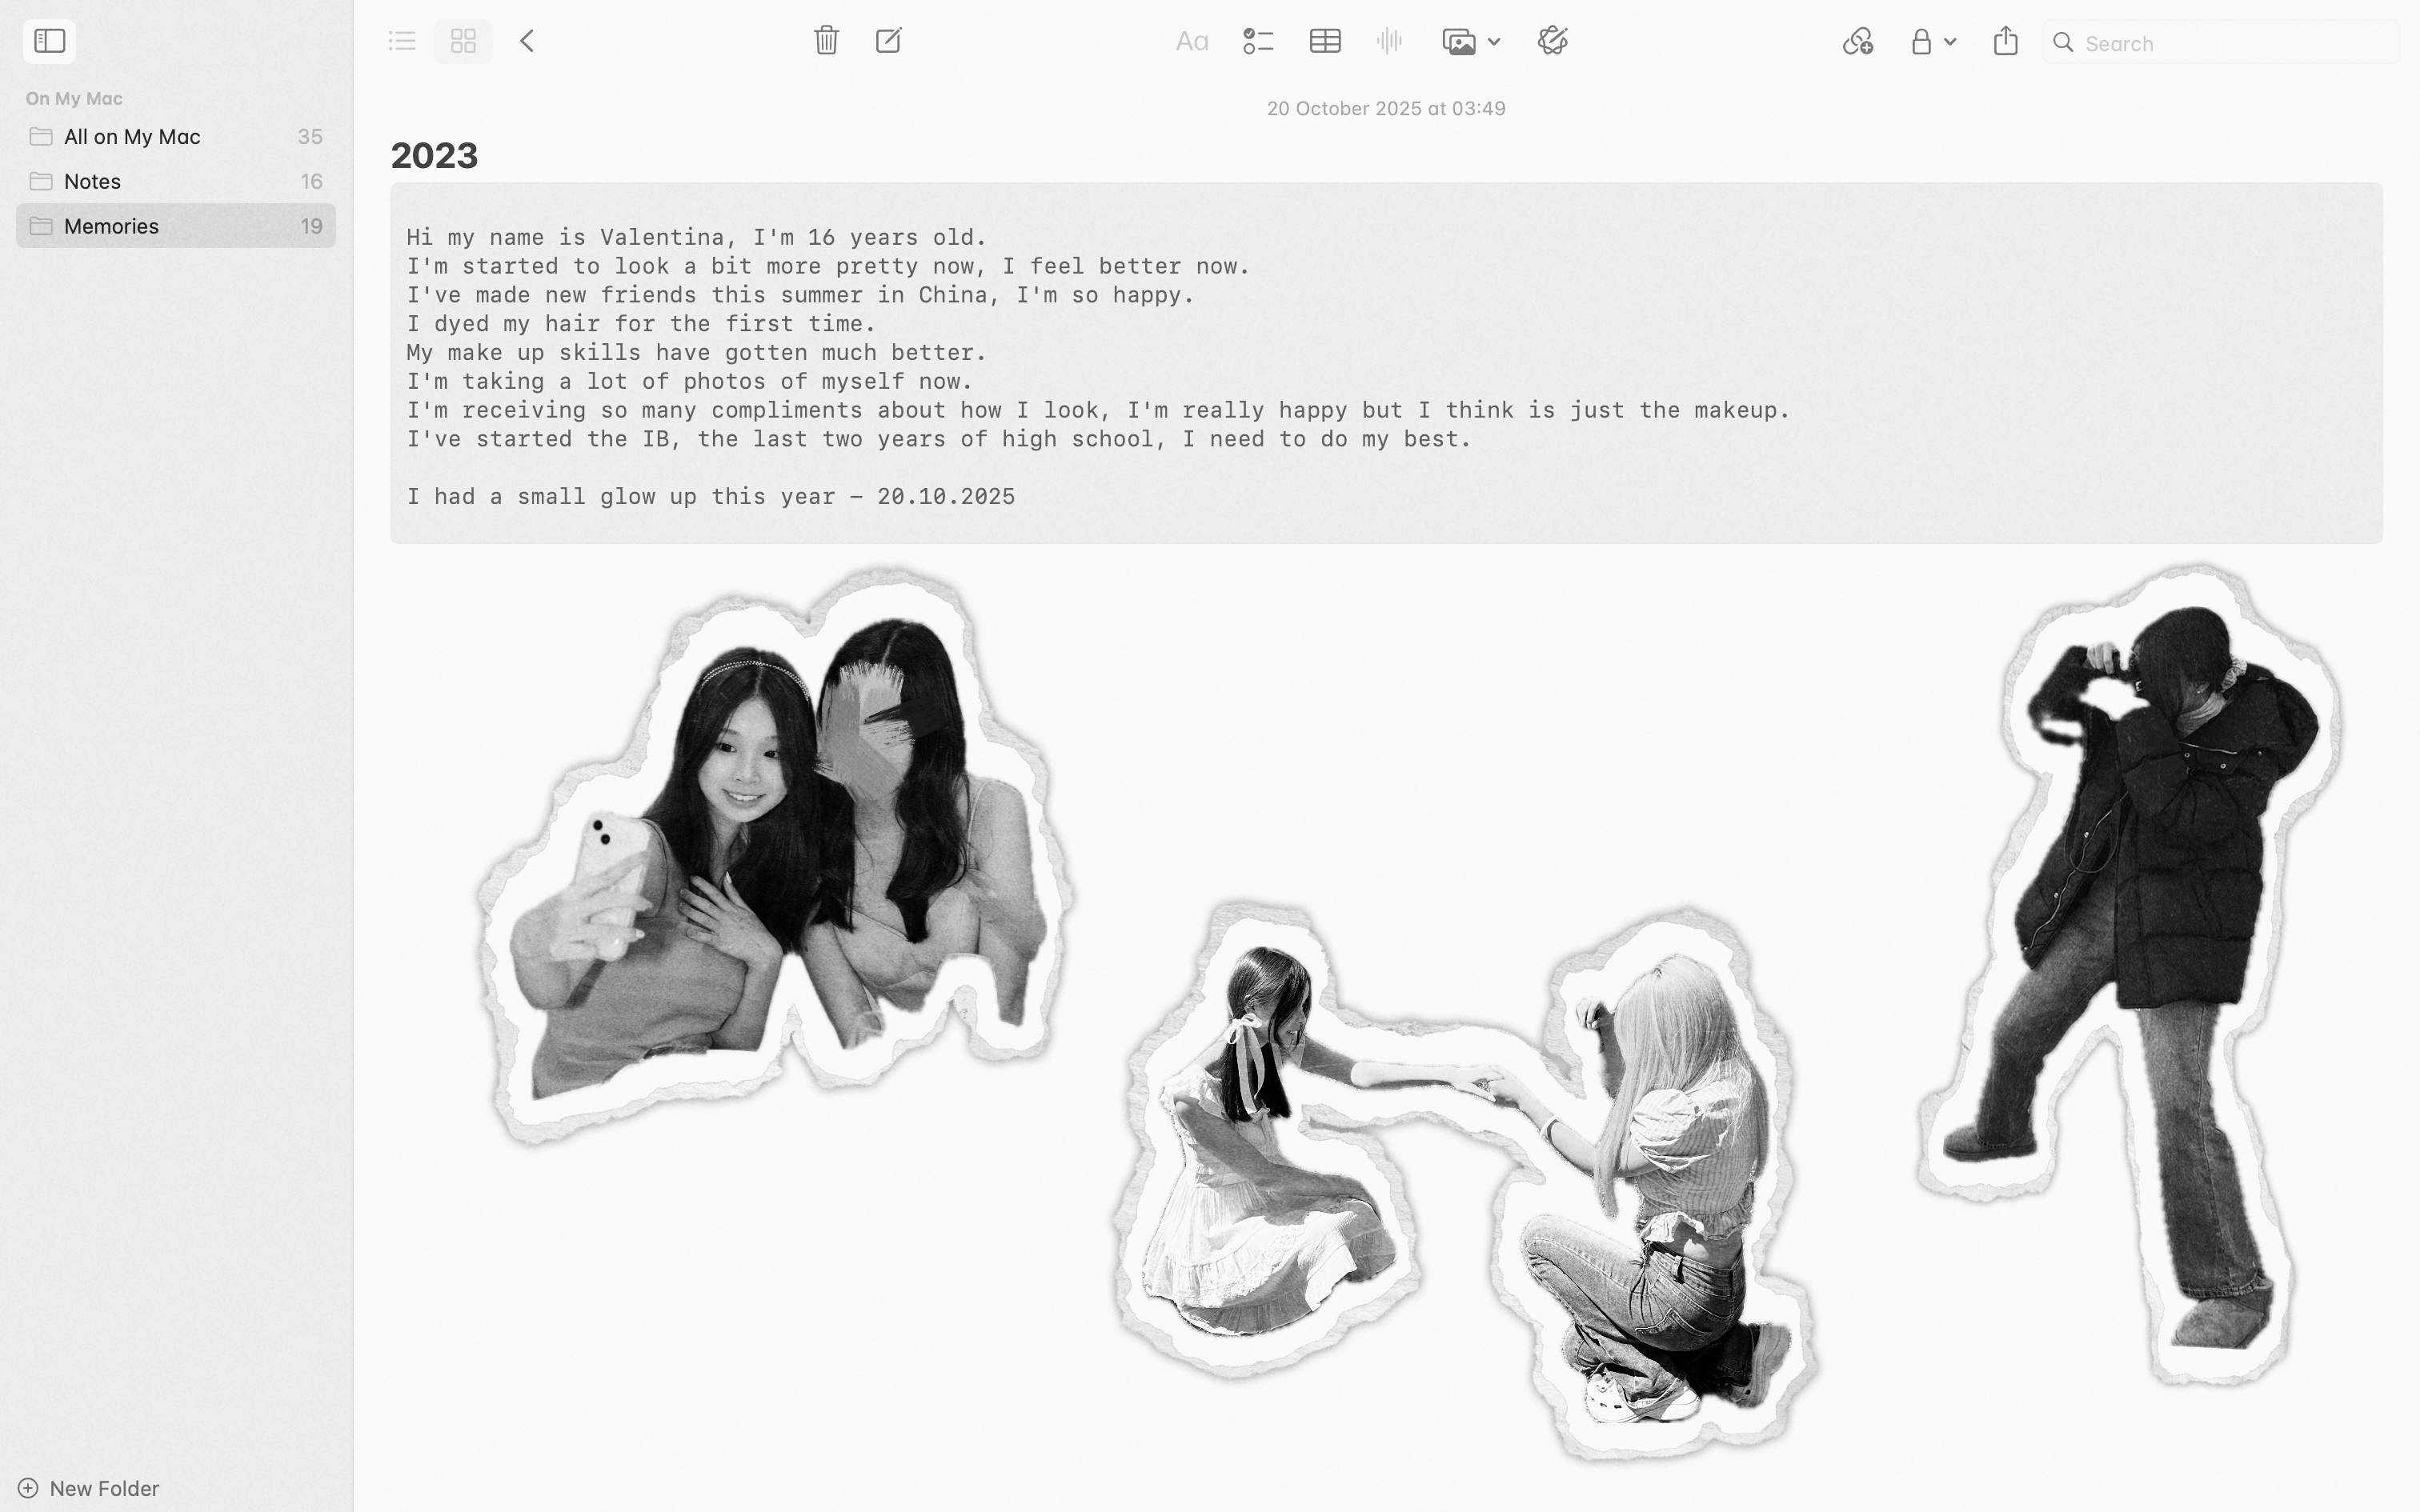 On My Mac
All on My Mac 35
Notes 16
Memories 19
New Folder
Aa
Search
20 October 2025 at 03:49
2023
Hi my name is Valentina, I'm 16 years old.
I'm started to look a bit more pretty now, I feel better now.
I've made new friends this summer in China, I'm so happy.
I dyed my hair for the first time.
My make up skills have gotten much better.
I'm taking a lot of photos of myself now.
I'm receiving so many compliments about how I look, I'm really happy but I think is just the makeup.
I've started the IB, the last two years of high school, I need to do my best.
I had a small glow up this year – 20.10.2025